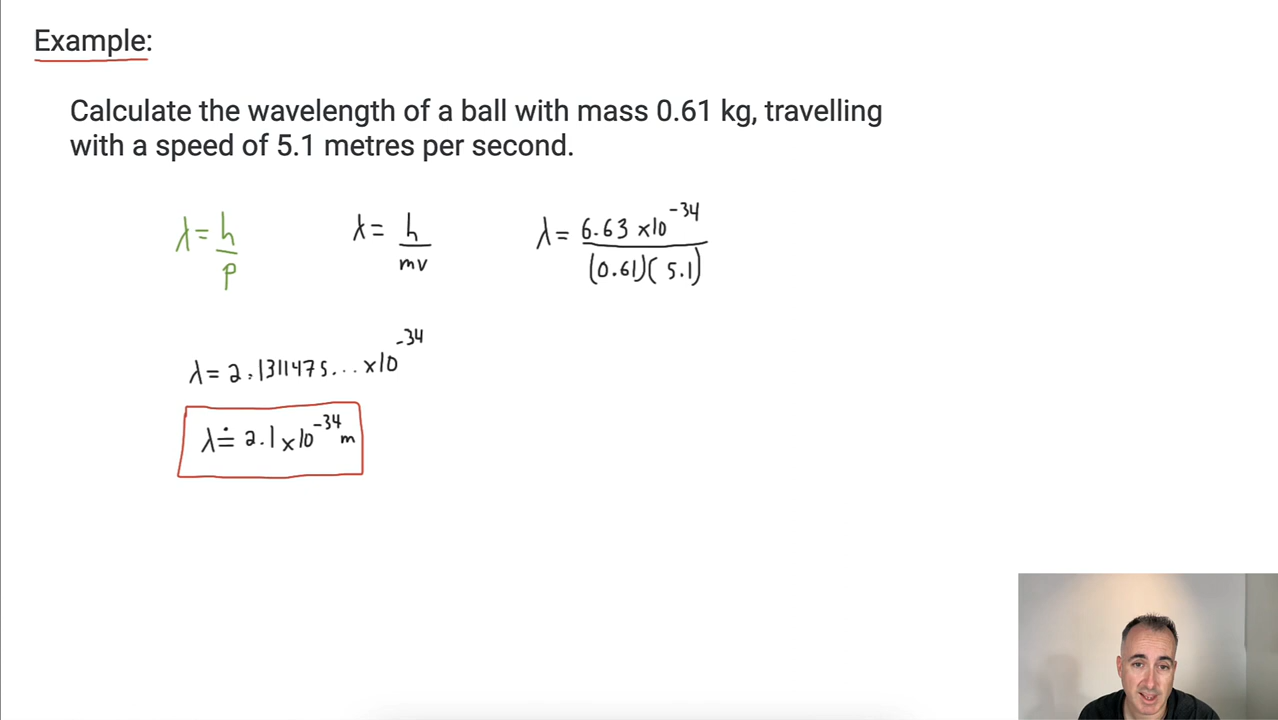 Example:
Calculate the wavelength of a ball with mass 0.61 kg, travelling
with a speed of 5.1 metres per second.
λ = h/p λ = h/mv λ = 6.63 x10^-34/(0.61)(5.1)
λ = 2.1311475... x10^-34
λ ≐ 2.1 x10^-34 m